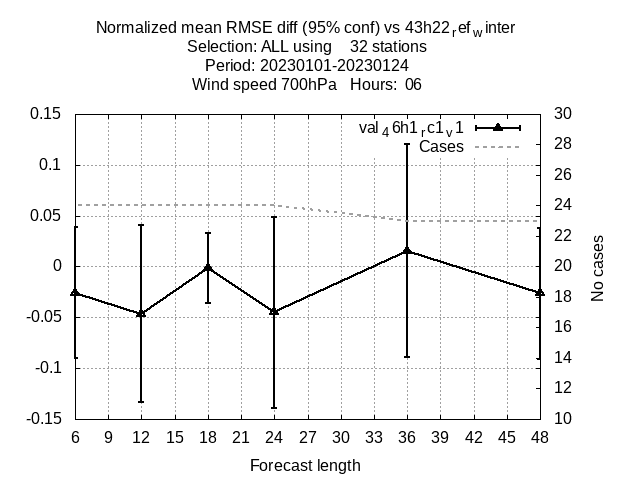 Normalized mean RMSE diff (95% conf) vs 43h22refwinter
Selection: ALL using 32 stations
Period: 20230101-20230124
Wind speed 700hPa Hours: 06
val46h1rc1v1
Cases
0.15
0.1
0.05
0
-0.05
-0.1
-0.15
30
28
26
24
22
20
18
16
14
12
10
No cases
6 9 12 15 18 21 24 27 30 33 36 39 42 45 48
Forecast length